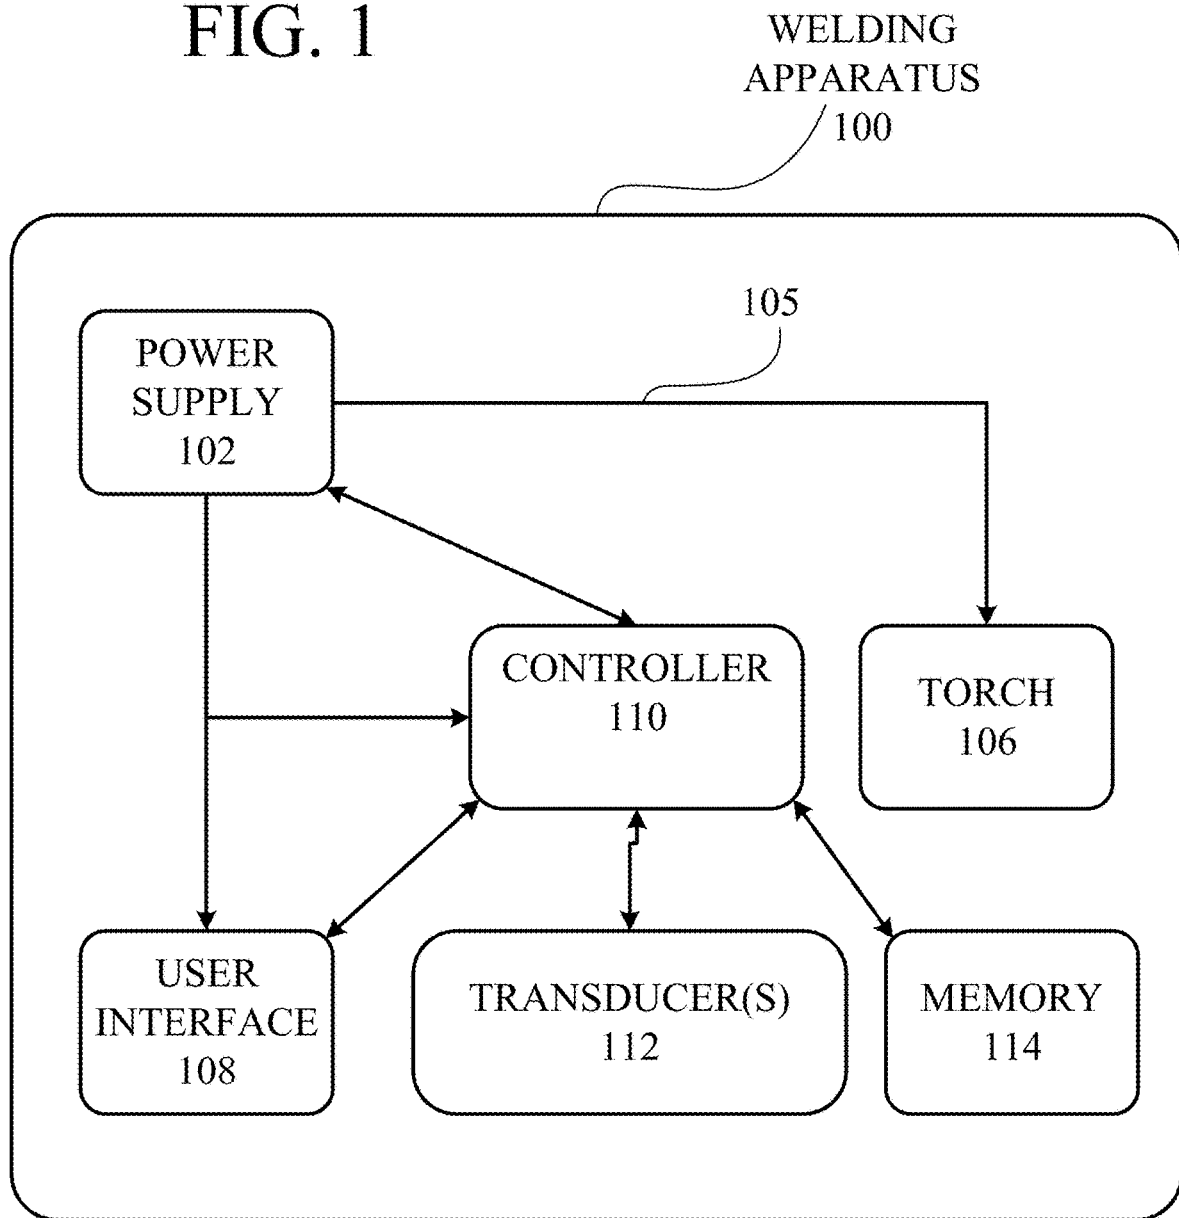 FIG. 1
WELDING
APPARATUS
100
105
POWER
SUPPLY
102
CONTROLLER
110
TORCH
106
USER
INTERFACE
108
TRANSDUCER(S)
112
MEMORY
114